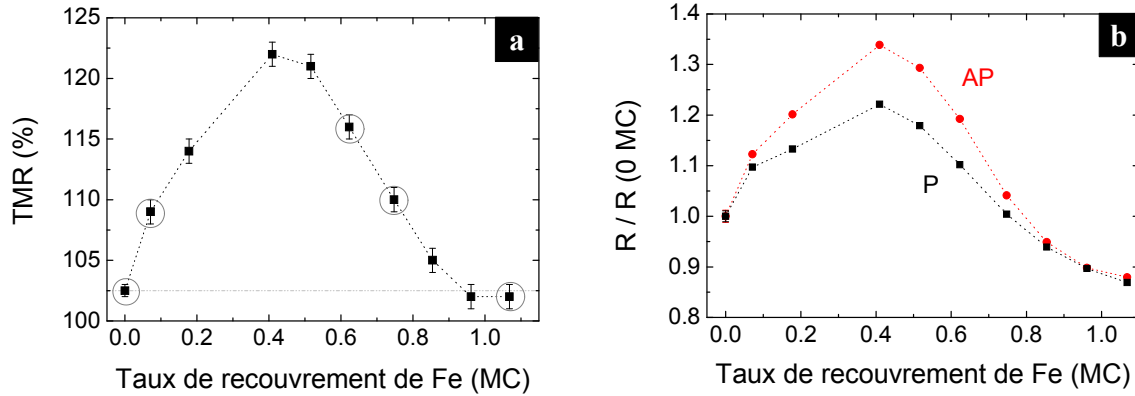 a
TMR (%)
125
120
115
110
105
100
0.0 0.2 0.4 0.6 0.8 1.0
Taux de recouvrement de Fe (MC)
b
R / R (0 MC)
1.4
1.3
1.2
1.1
1.0
0.9
0.8
AP
P
0.0 0.2 0.4 0.6 0.8 1.0
Taux de recouvrement de Fe (MC)